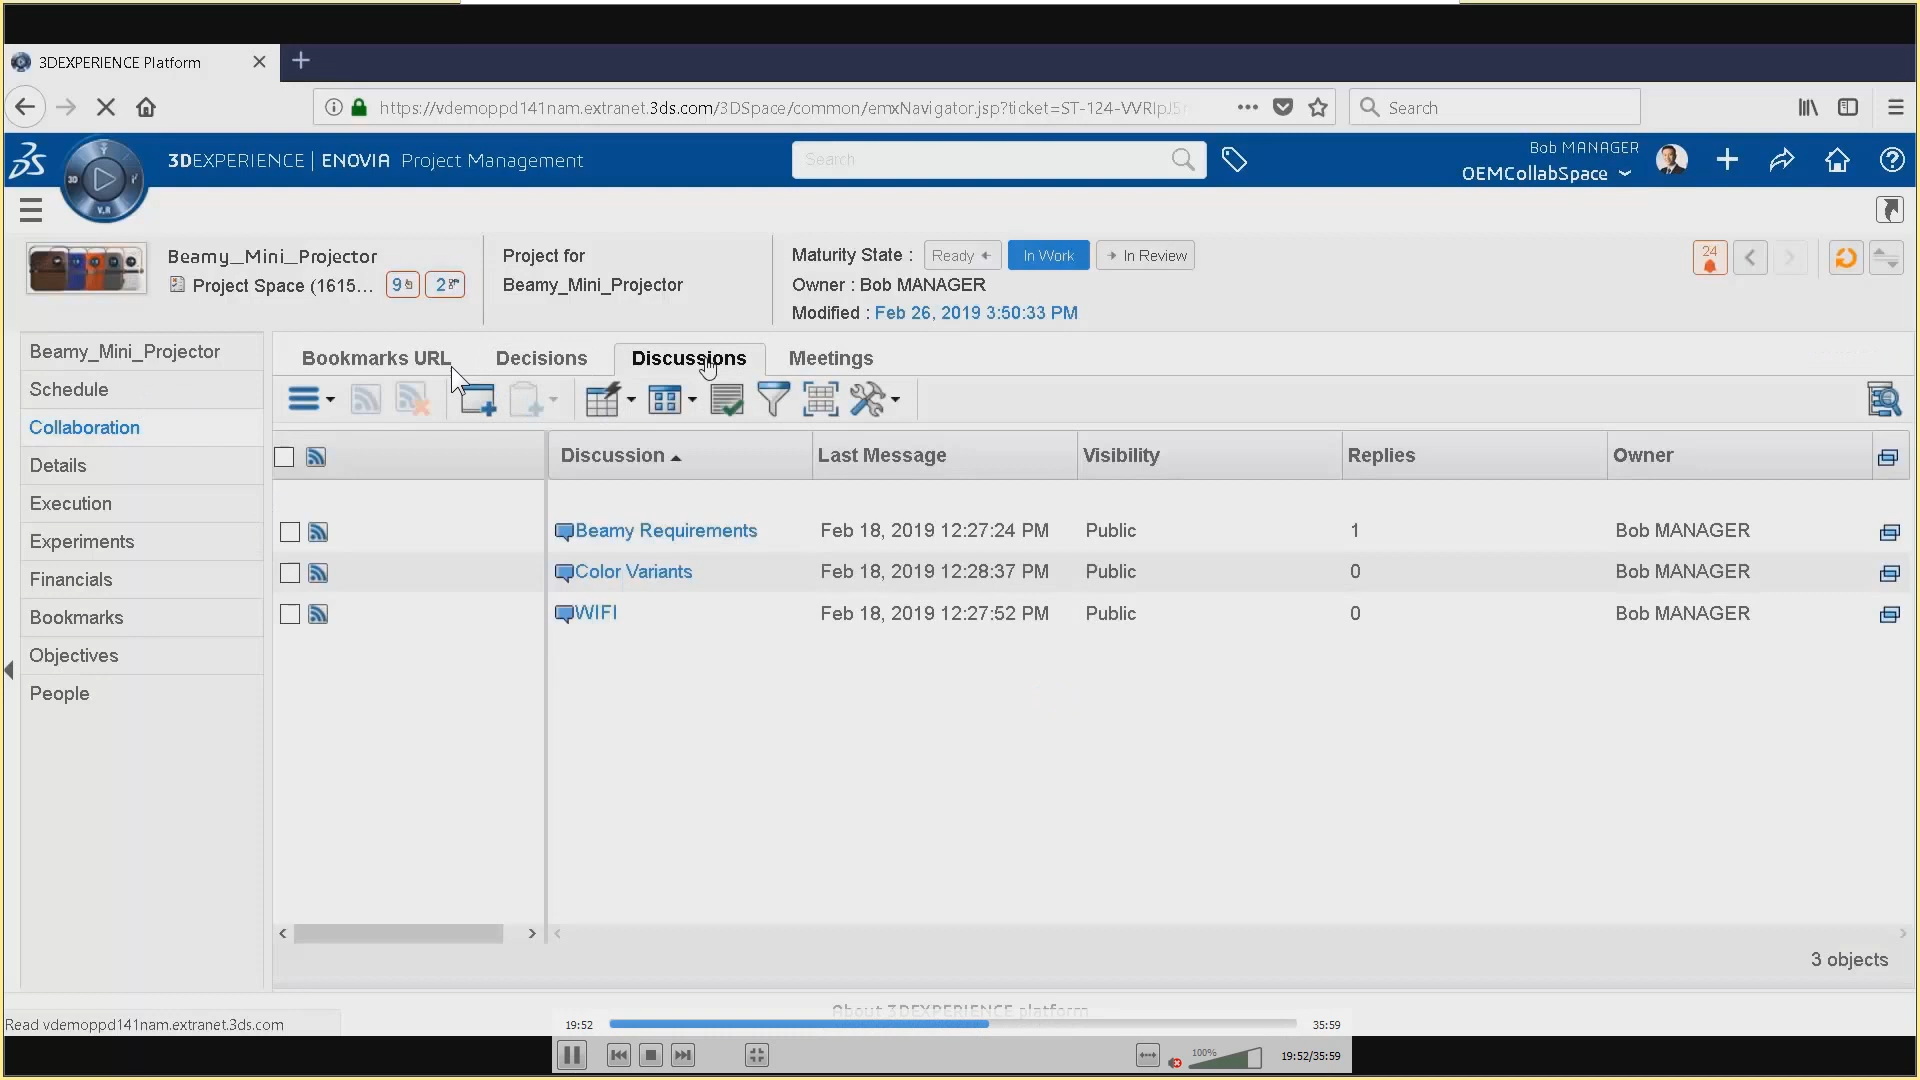 3DEXPERIENCE Platform
https://vdemoppd141nam.extranet.3ds.com/3DSpace/common/emxNavigator.jsp?ticket=ST-124-VVRIpJ5
Search
3DEXPERIENCE | ENOVIA Project Management
Search
Bob MANAGER
OEMCollabSpace
3D
V.R
Beamy_Mini_Projector
Project Space (1615...
9
2
Project for
Beamy_Mini_Projector
Maturity State :
Ready
In Work
In Review
Owner : Bob MANAGER
Modified : Feb 26, 2019 3:50:33 PM
24
Beamy_Mini_Projector
Schedule
Collaboration
Details
Execution
Experiments
Financials
Bookmarks
Objectives
People
Bookmarks URL
Decisions
Discussions
Meetings
Discussion Last Message Visibility Replies Owner
Beamy Requirements Feb 18, 2019 12:27:24 PM Public 1 Bob MANAGER
Color Variants Feb 18, 2019 12:28:37 PM Public 0 Bob MANAGER
WIFI Feb 18, 2019 12:27:52 PM Public 0 Bob MANAGER
3 objects
About 3DEXPERIENCE platform
Read vdemoppd141nam.extranet.3ds.com
19:52
35:59
100%
19:52/35:59